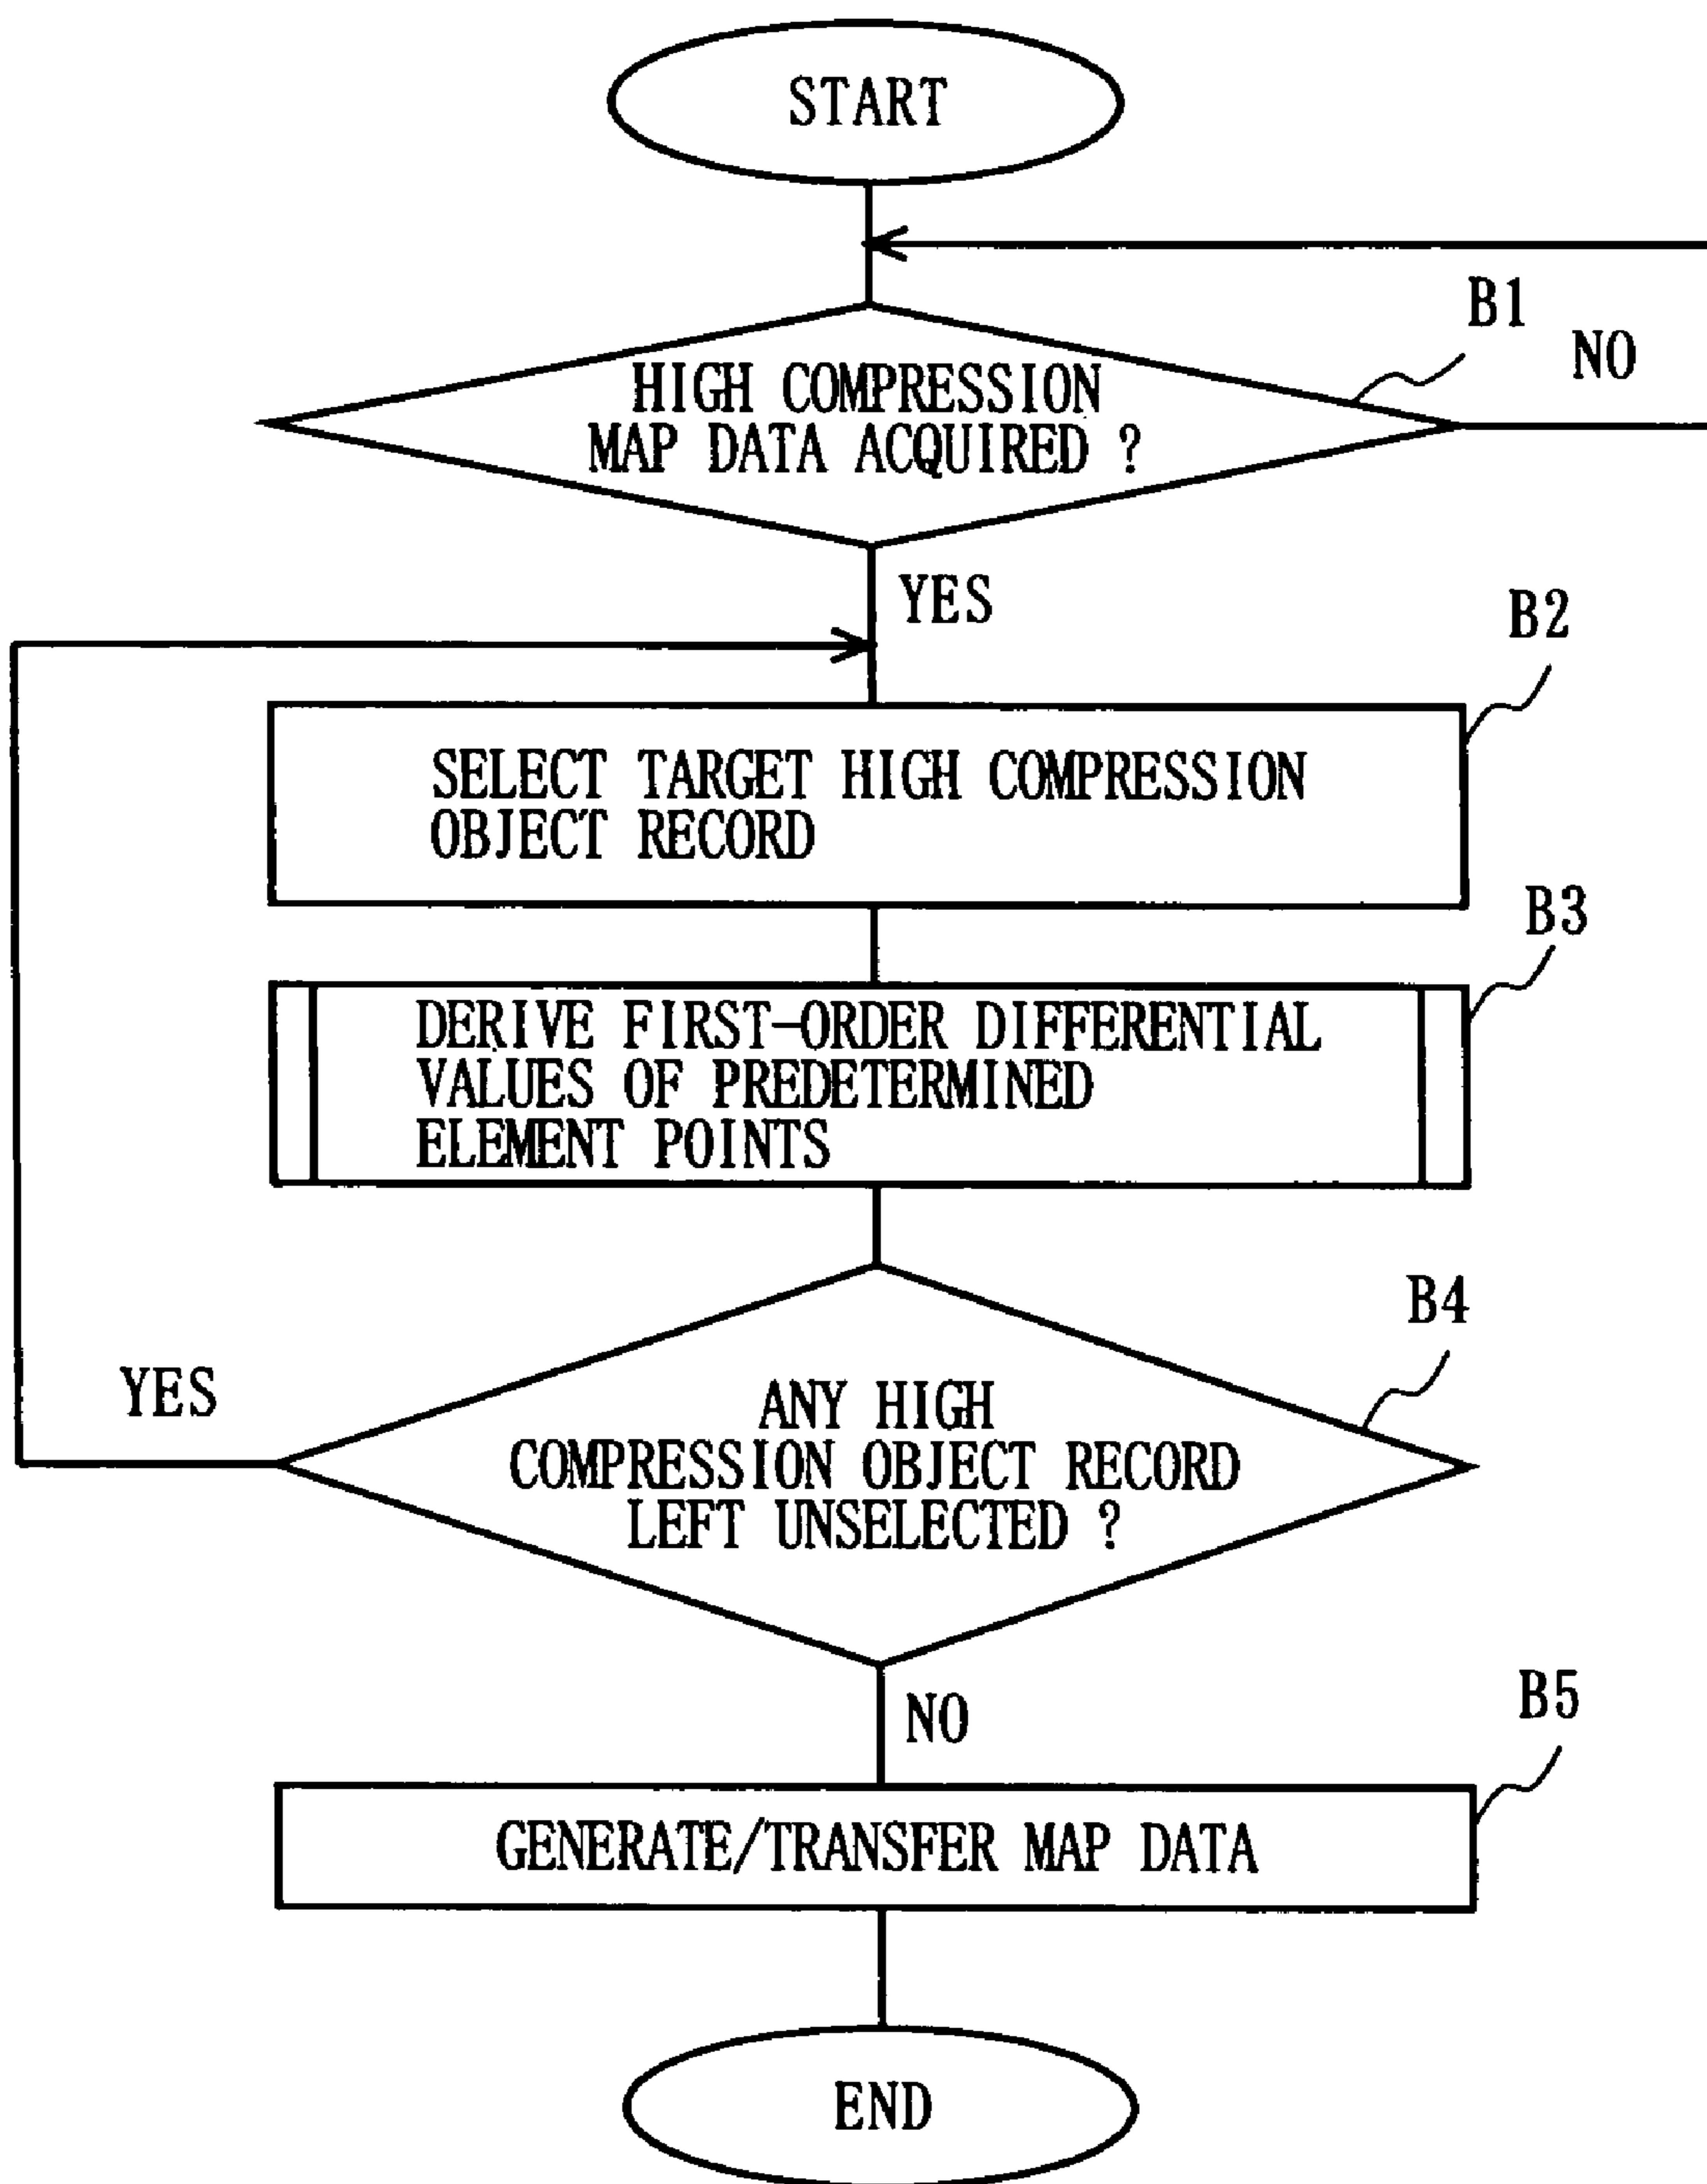 START
B1
NO
HIGH COMPRESSION
MAP DATA ACQUIRED ?
YES
B2
SELECT TARGET HIGH COMPRESSION
OBJECT RECORD
B3
DERIVE FIRST-ORDER DIFFERENTIAL
VALUES OF PREDETERMINED
ELEMENT POINTS
B4
YES
ANY HIGH
COMPRESSION OBJECT RECORD
LEFT UNSELECTED ?
NO
B5
GENERATE/TRANSFER MAP DATA
END